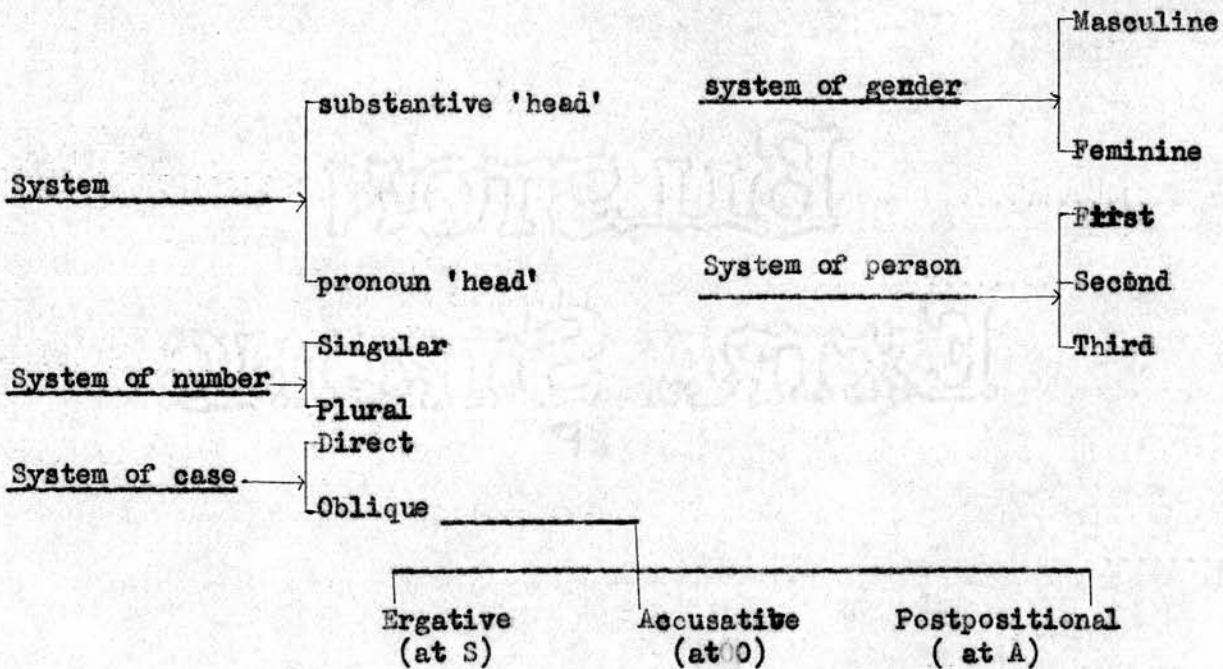 Masculine
substantive 'head'
system of gender
Feminine
System
First
System of person
pronoun 'head'
Second
Singular
Third
System of number
Plural
Direct
System of case
Oblique
Ergative Accusative Postpositional
(at S) (at O) ( at A)